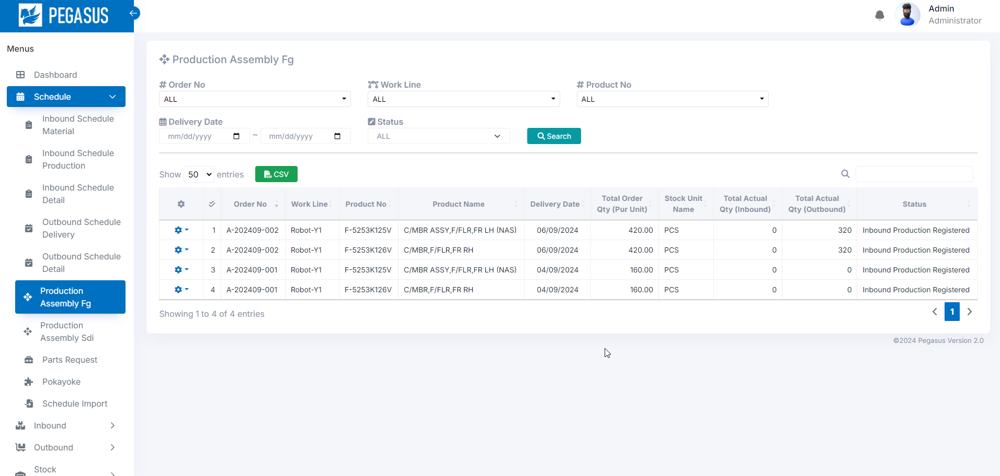 PEGASUS
Admin
Administrator
Menus
Dashboard
Schedule
Inbound Schedule
Material
Inbound Schedule
Production
Inbound Schedule
Detail
Outbound Schedule
Delivery
Outbound Schedule
Detail
Production
Assembly Fg
Production
Assembly Sdi
Parts Request
Pokayoke
Schedule Import
Inbound
Outbound
Stock
Production Assembly Fg
# Order No
Work Line
# Product No
ALL
ALL
ALL
Delivery Date
Status
mm/dd/yyyy ~ mm/dd/yyyy
ALL
Search
Show 50 entries
CSV
Order No Work Line Product No Product Name Delivery Date Total Order Qty (Pur Unit) Stock Unit Name Total Actual Qty (Inbound) Total Actual Qty (Outbound) Status
1 A-202409-002 Robot-Y1 F-5253K125V C/MBR ASSY,F/FLR,FR LH (NAS) 06/09/2024 420.00 PCS 0 320 Inbound Production Registered
2 A-202409-002 Robot-Y1 F-5253K126V C/MBR,F/FLR,FR RH 06/09/2024 420.00 PCS 0 320 Inbound Production Registered
3 A-202409-001 Robot-Y1 F-5253K125V C/MBR ASSY,F/FLR,FR LH (NAS) 04/09/2024 160.00 PCS 0 0 Inbound Production Registered
4 A-202409-001 Robot-Y1 F-5253K126V C/MBR,F/FLR,FR RH 04/09/2024 160.00 PCS 0 0 Inbound Production Registered
Showing 1 to 4 of 4 entries
1
©2024 Pegasus Version 2.0